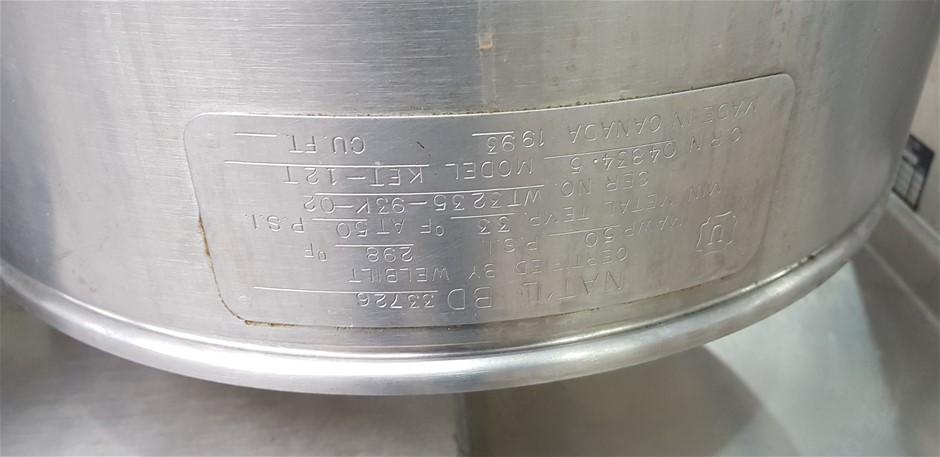 NAT'L BD 33726
CERTIFIED BY WELBILT
U
MAWP 50 P.S.I. 298 °F
MIN METAL TEMP. 33 °F AT 50 P.S.I.
SER NO. WT3235-93K-02
CRN Q4834.5 MODEL KET-12T
MADE IN CANADA 1993 CU. FT.